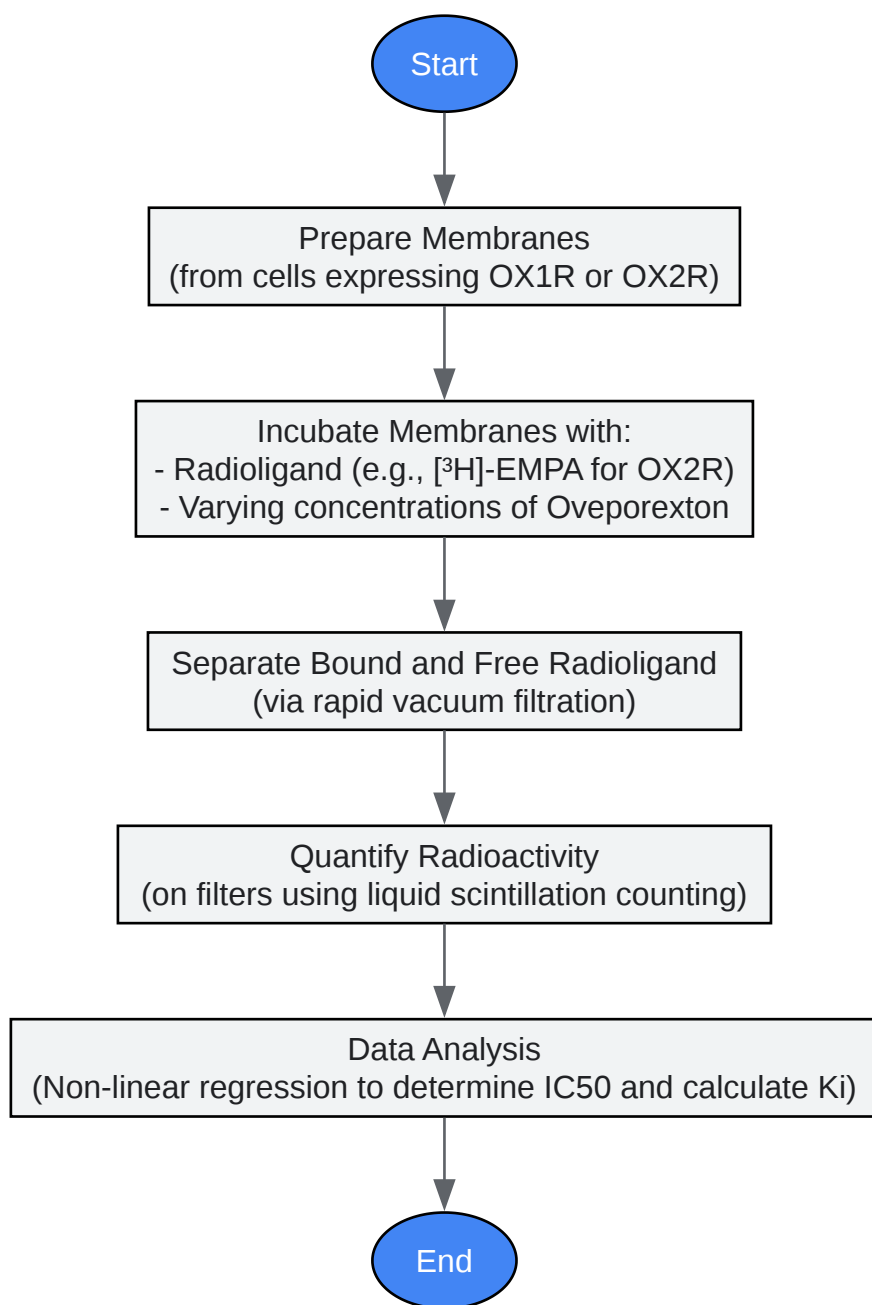 Start
Prepare Membranes
(from cells expressing OX1R or OX2R)
Incubate Membranes with:
- Radioligand (e.g., [³H]-EMPA for OX2R)
- Varying concentrations of Oveporexton
Separate Bound and Free Radioligand
(via rapid vacuum filtration)
Quantify Radioactivity
(on filters using liquid scintillation counting)
Data Analysis
(Non-linear regression to determine IC50 and calculate Ki)
End